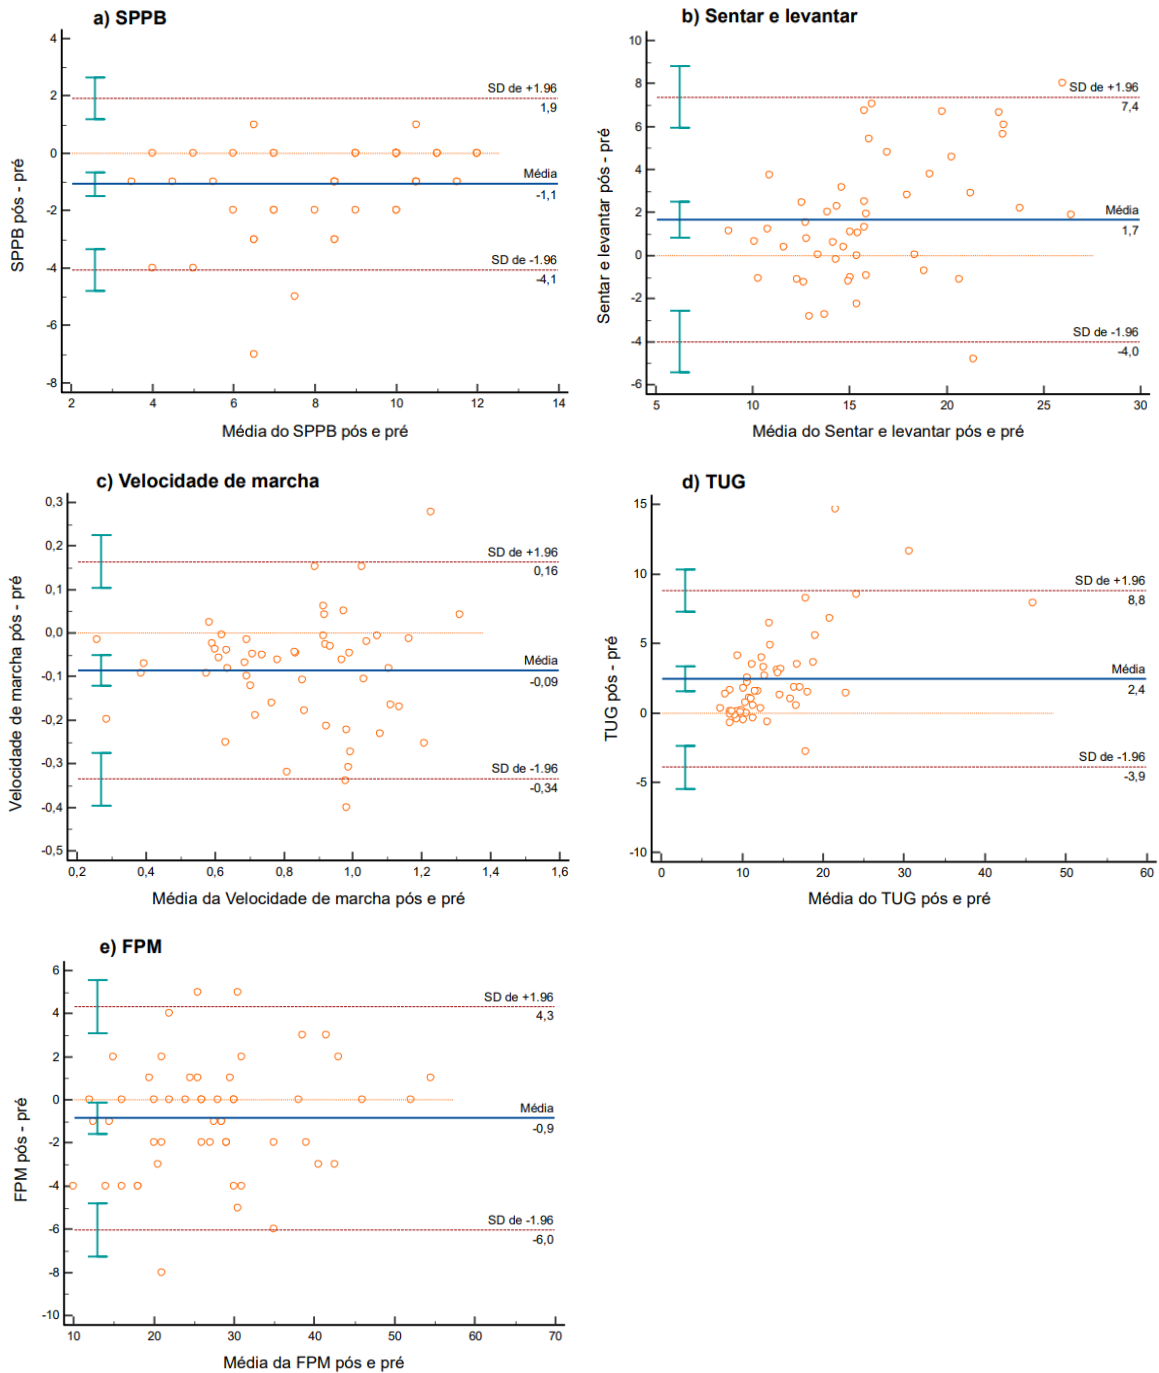 a) SPPB
4
2
0
-2
-4
-6
-8
SPPB pós - pré
SD de +1.96
1,9
Média
-1,1
SD de -1.96
-4,1
2 4 6 8 10 12 14
Média do SPPB pós e pré
b) Sentar e levantar
10
8
6
4
2
0
-2
-4
-6
Sentar e levantar pós - pré
SD de +1.96
7,4
Média
1,7
SD de -1.96
-4,0
5 10 15 20 25 30
Média do Sentar e levantar pós e pré
c) Velocidade de marcha
0,3
0,2
0,1
0,0
-0,1
-0,2
-0,3
-0,4
-0,5
Velocidade de marcha pós - pré
SD de +1.96
0,16
Média
-0,09
SD de -1.96
-0,34
0,2 0,4 0,6 0,8 1,0 1,2 1,4 1,6
Média da Velocidade de marcha pós e pré
d) TUG
15
10
5
0
-5
-10
TUG pós - pré
SD de +1.96
8,8
Média
2,4
SD de -1.96
-3,9
0 10 20 30 40 50 60
Média do TUG pós e pré
e) FPM
6
4
2
0
-2
-4
-6
-8
-10
FPM pós - pré
SD de +1.96
4,3
Média
-0,9
SD de -1.96
-6,0
10 20 30 40 50 60 70
Média da FPM pós e pré